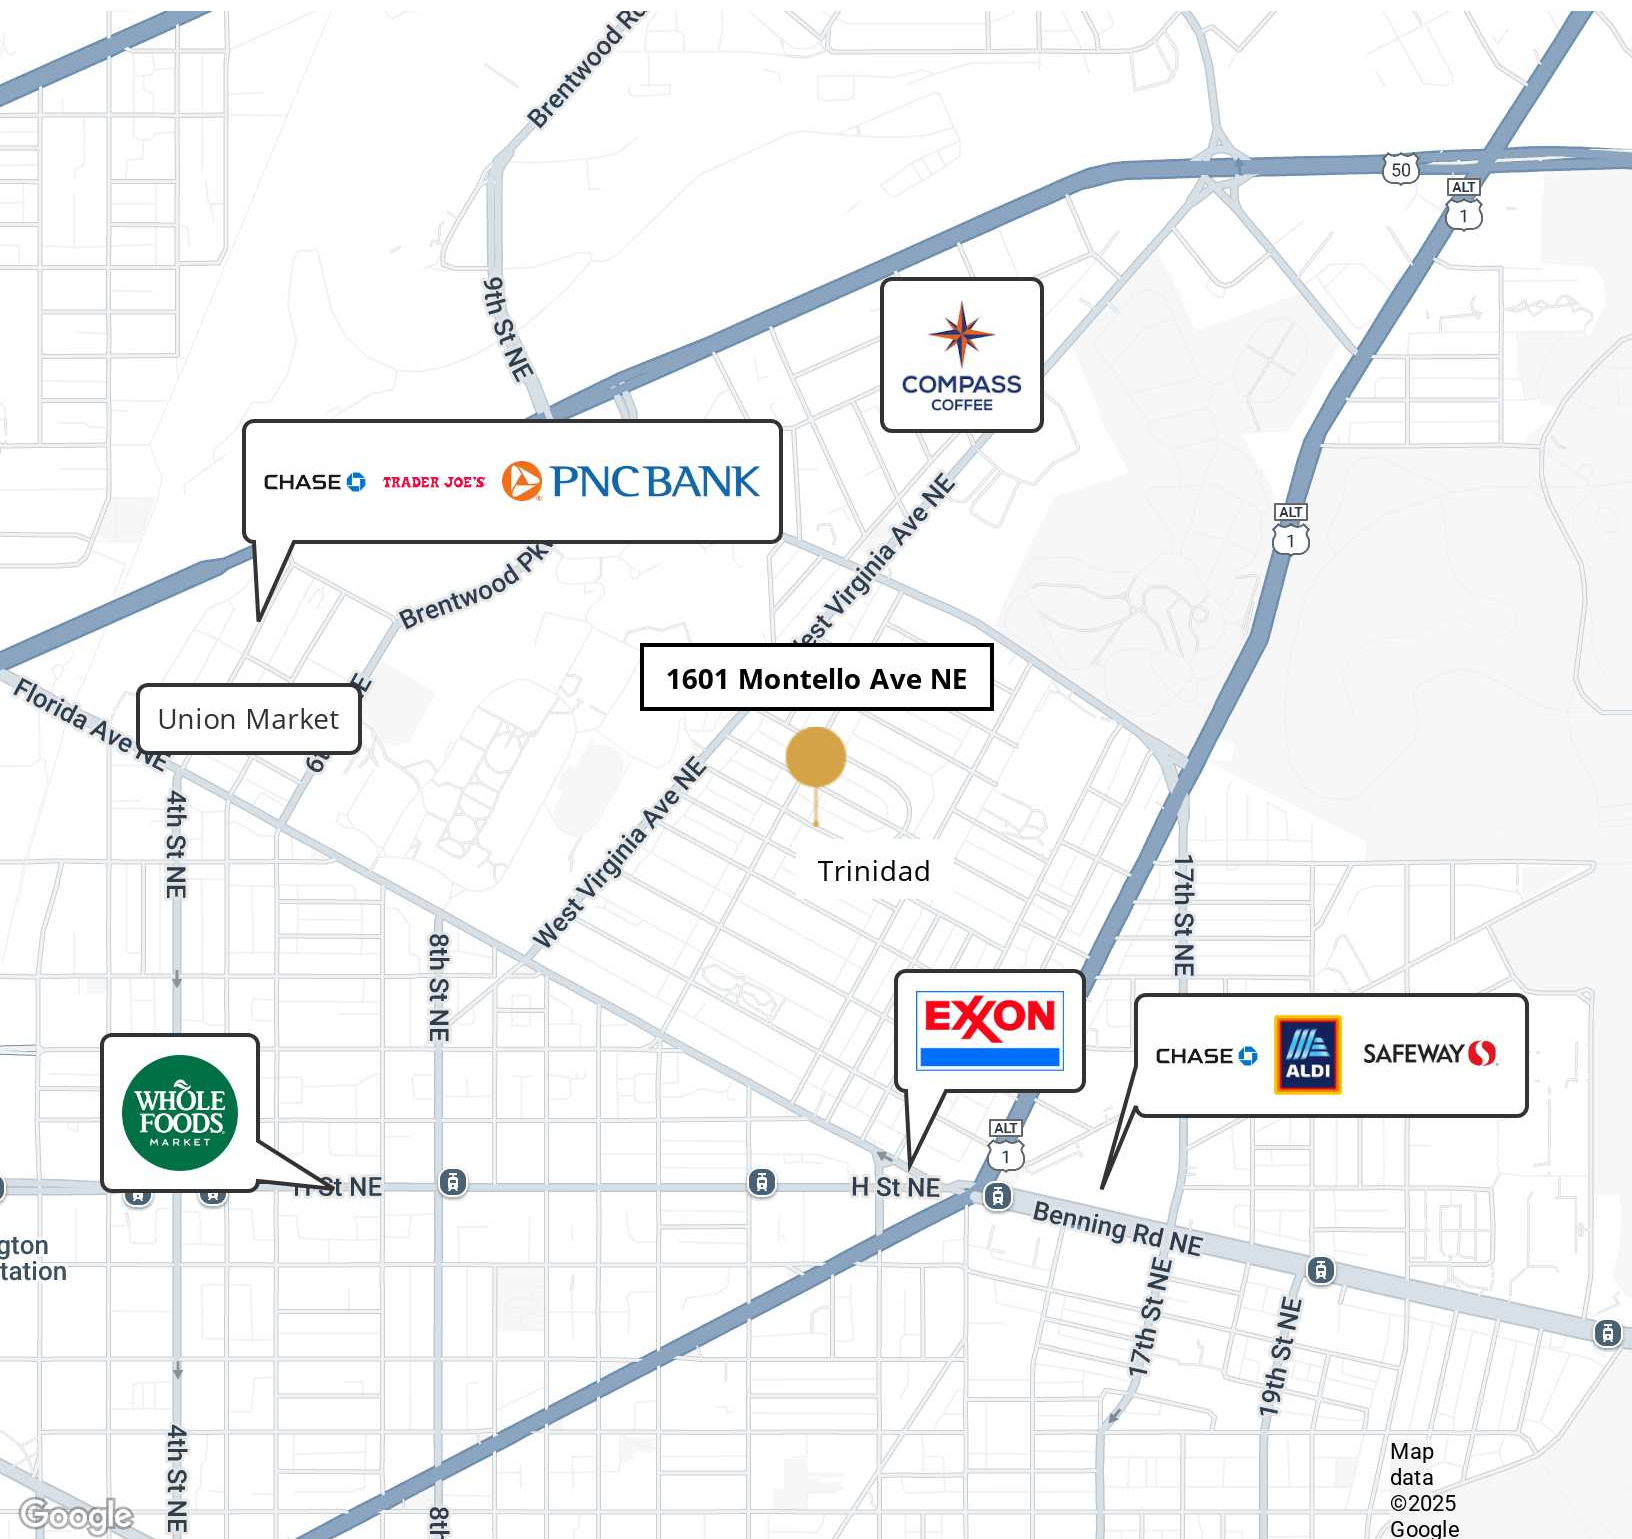 Brentwood Rd
50
ALT
1
9th St NE
COMPASS
COFFEE
CHASE
TRADER JOE'S
PNC BANK
West Virginia Ave NE
ALT
1
Brentwood
1601 Montello Ave NE
Florida Ave NE
Union Market
West Virginia Ave NE
4th St NE
Trinidad
17th St NE
8th St NE
EXXON
CHASE
ALDI
SAFEWAY
WHOLE
FOODS
MARKET
ALT
1
H St NE
H St NE
Benning Rd NE
gton
tation
17th St NE
19th St NE
4th St NE
8th
Map
data
©2025
Google
Google